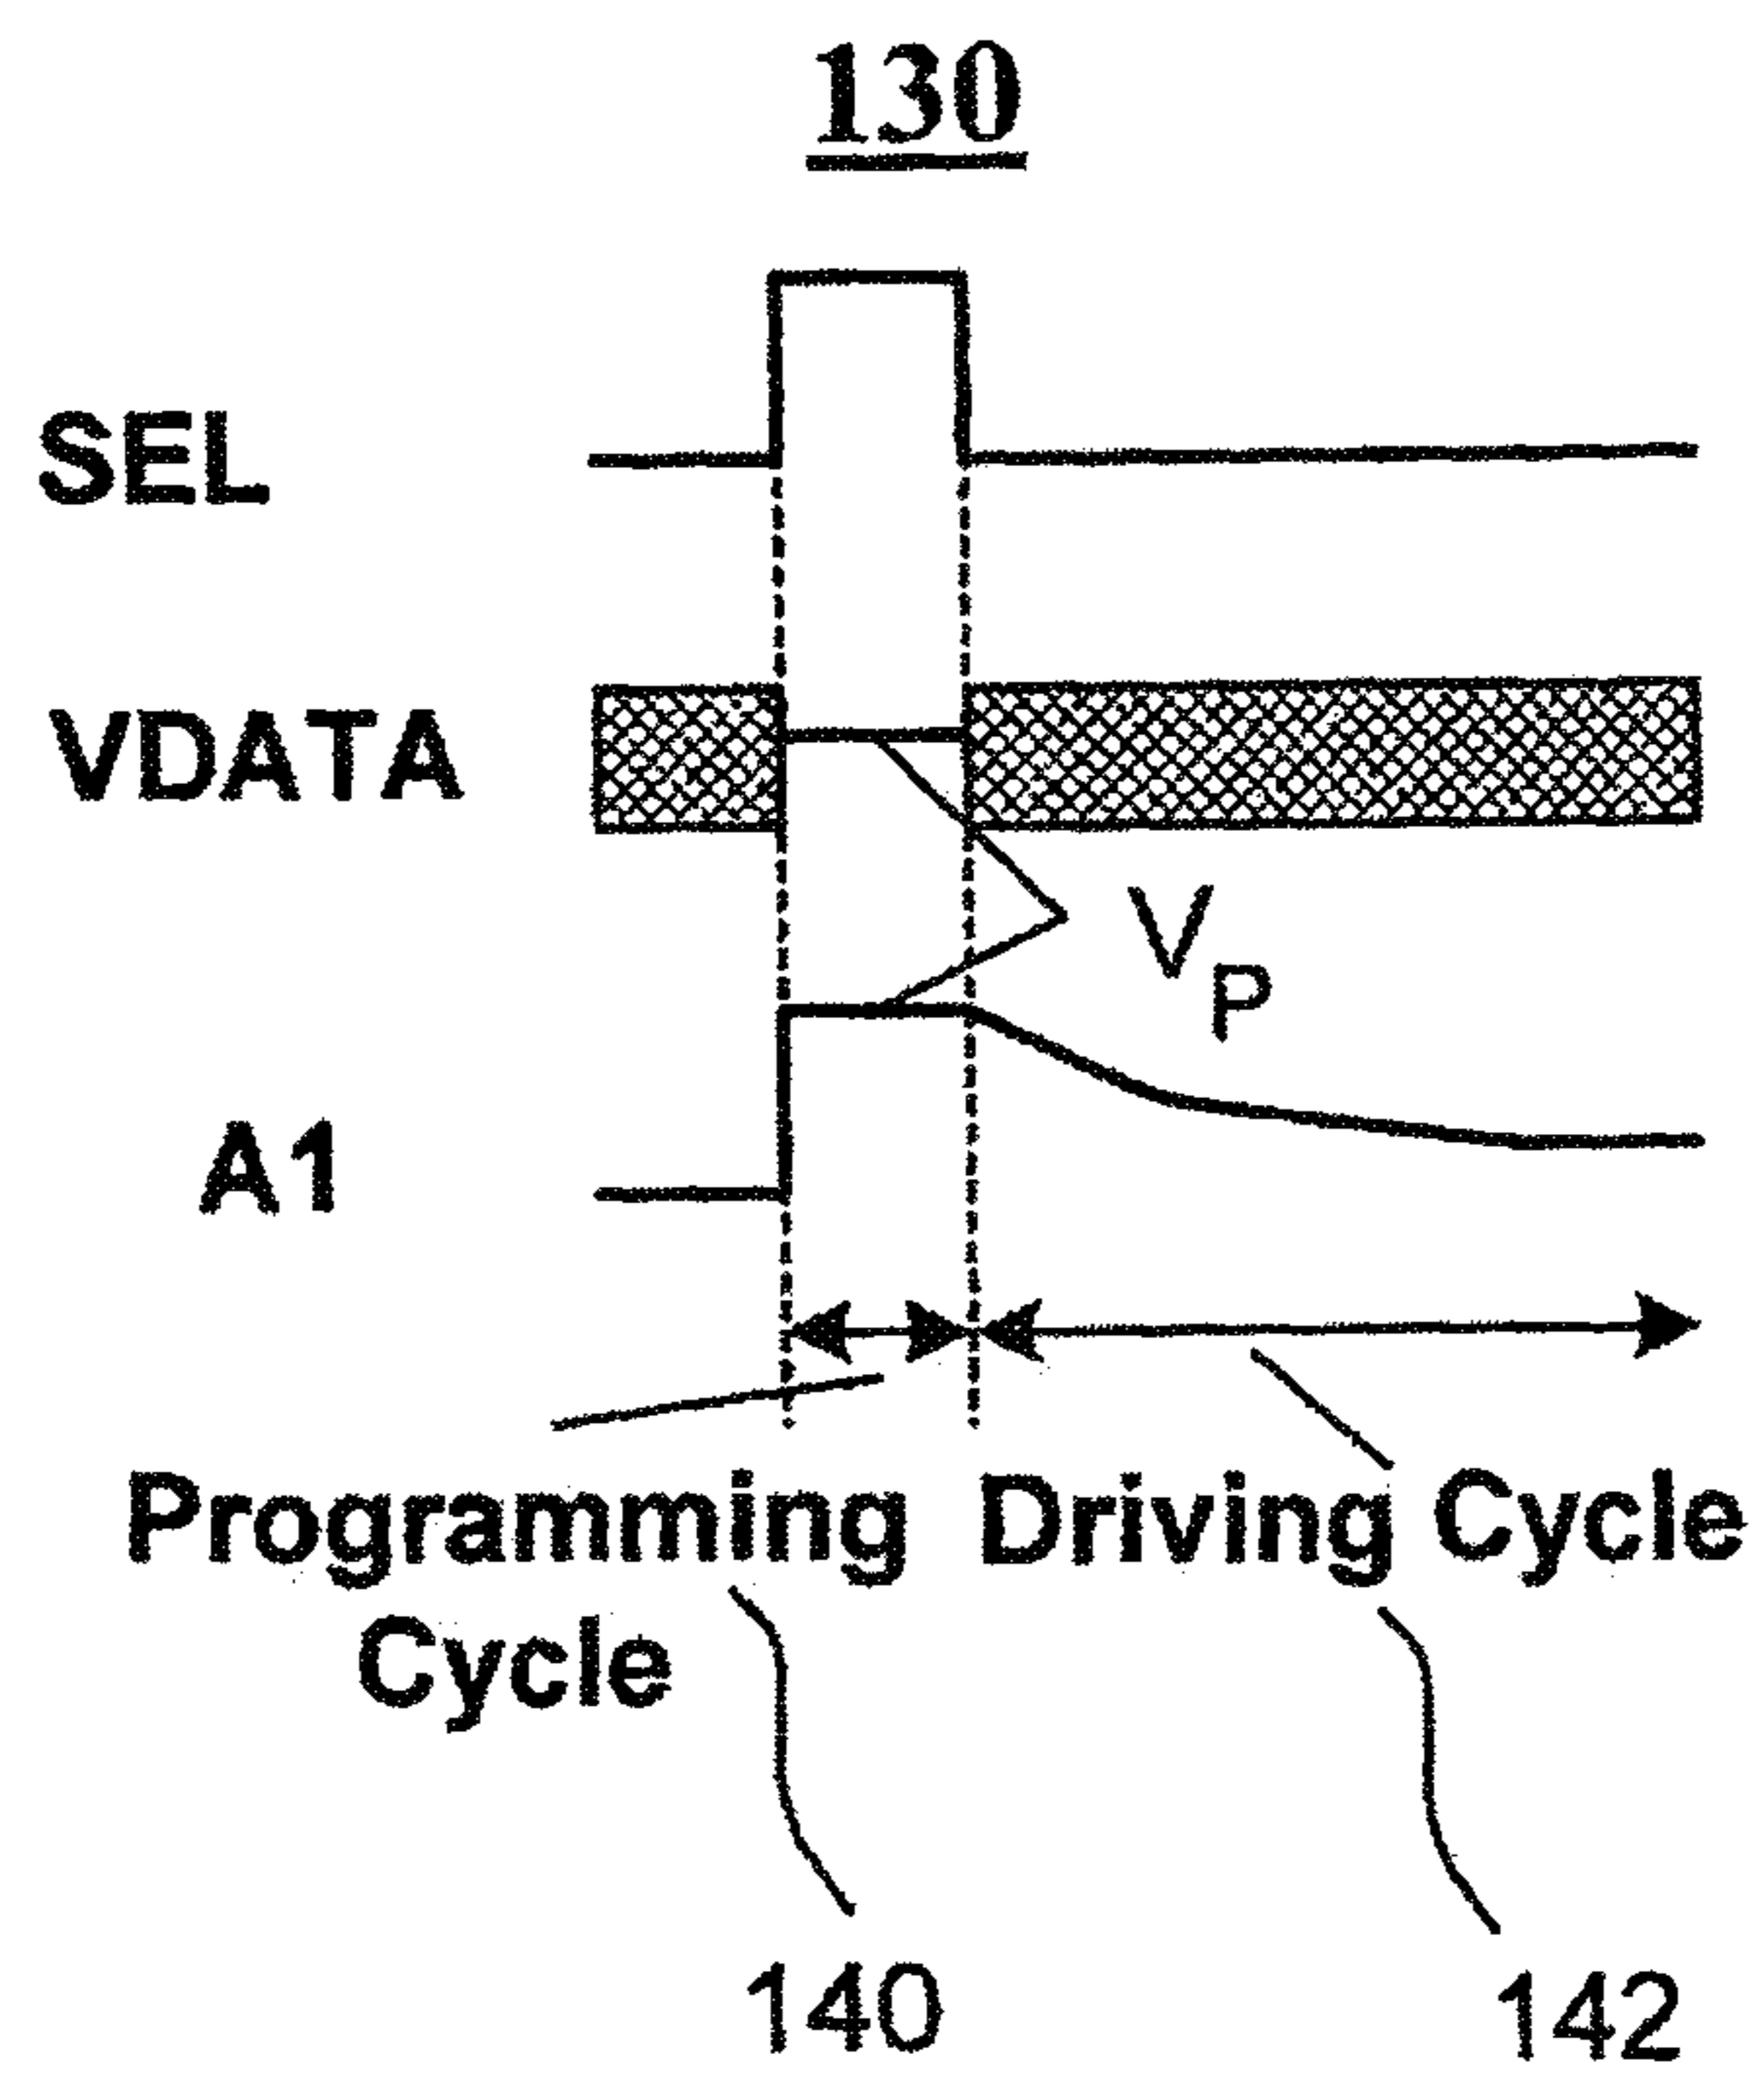 130
SEL
VDATA
VP
A1
Programming Driving Cycle
Cycle
140 142